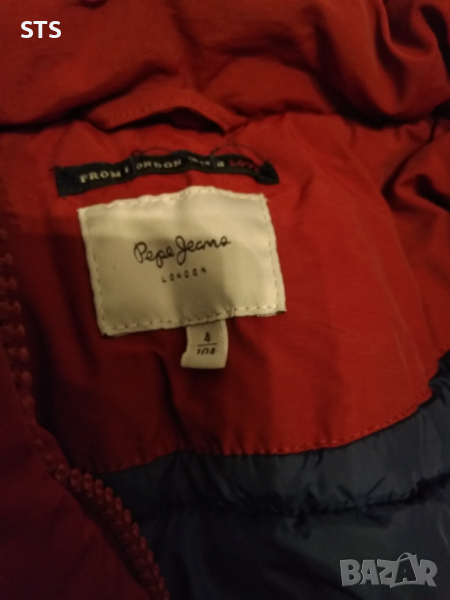 STS
FROM LONDON WITH LOVE
Pepe Jeans
LONDON
4
104
BAZAR